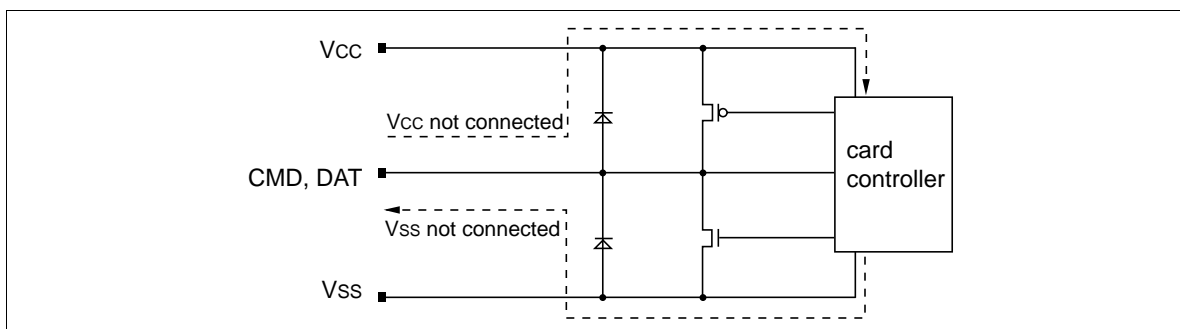 VCC
VCC not connected
card
controller
CMD, DAT
VSS not connected
VSS